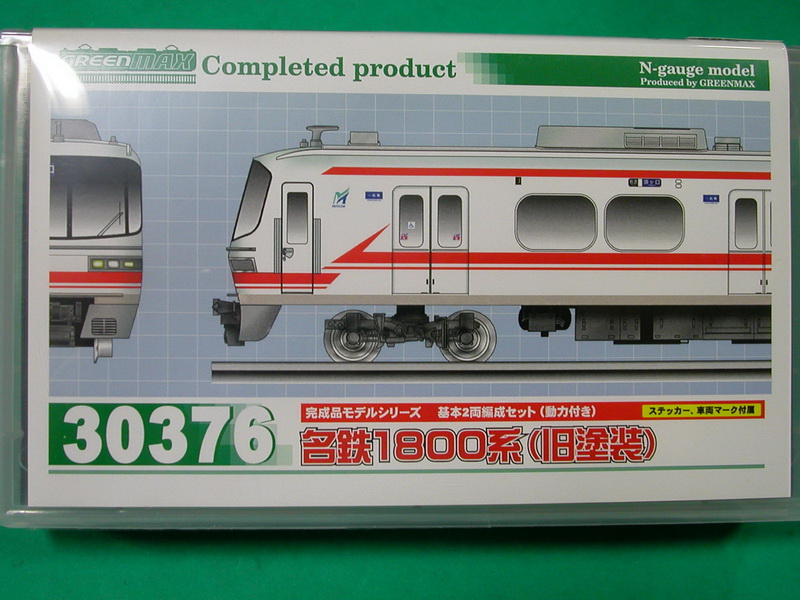 GREENMAX Completed product
N-gauge model
Produced by GREENMAX
30376
完成品モデルシリーズ 基本2両編成セット(動力付き)
ステッカー、車両マーク付属
名鉄1800系(旧塗装)